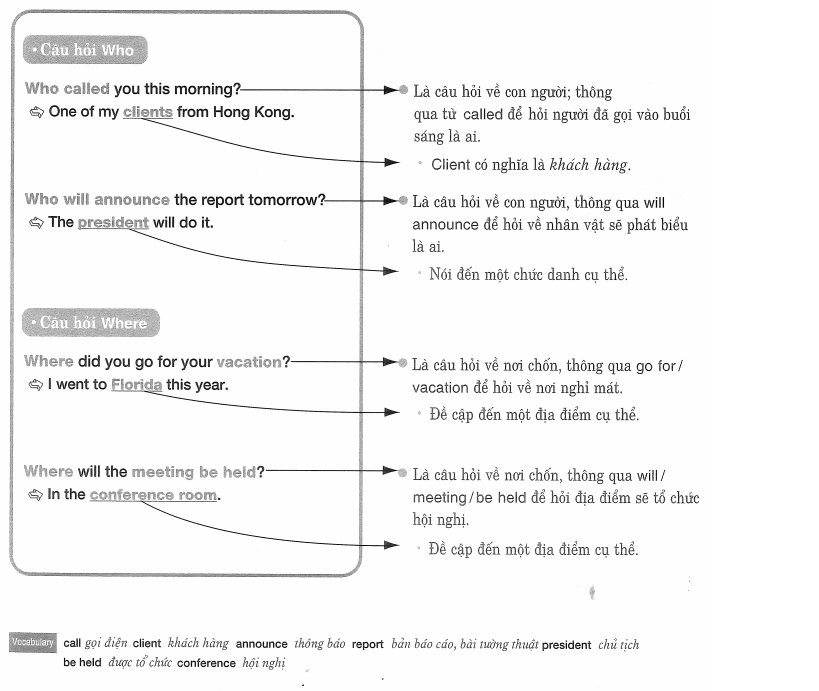 • Câu hỏi Who
Who called you this morning?
➪ One of my clients from Hong Kong.
Là câu hỏi về con người; thông
qua từ called để hỏi người đã gọi vào buổi
sáng là ai.
• Client có nghĩa là khách hàng.
Who will announce the report tomorrow?
➪ The president will do it.
Là câu hỏi về con người, thông qua will
announce để hỏi về nhân vật sẽ phát biểu
là ai.
• Nói đến một chức danh cụ thể.
• Câu hỏi Where
Where did you go for your vacation?
➪ I went to Florida this year.
Là câu hỏi về nơi chốn, thông qua go for/
vacation để hỏi về nơi nghỉ mát.
• Đề cập đến một địa điểm cụ thể.
Where will the meeting be held?
➪ In the conference room.
Là câu hỏi về nơi chốn, thông qua will/
meeting/be held để hỏi địa điểm sẽ tổ chức
hội nghị.
• Đề cập đến một địa điểm cụ thể.
Vocabulary call gọi điện client khách hàng announce thông báo report bản báo cáo, bài tường thuật president chủ tịch
be held được tổ chức conference hội nghị